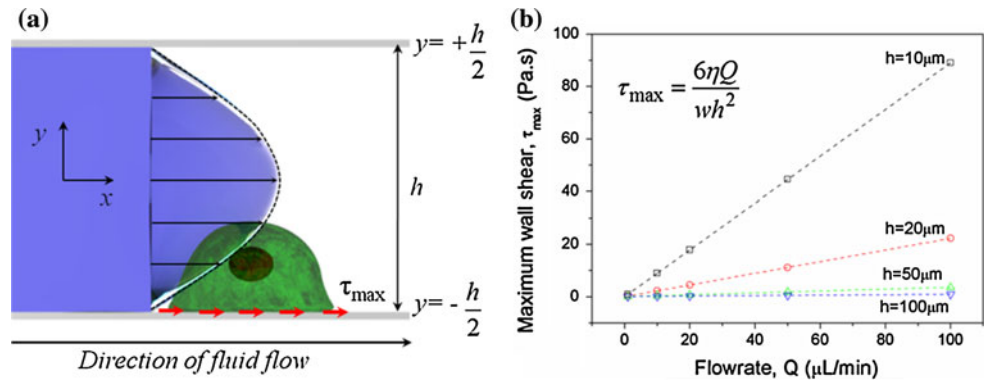 (a)
y= +h/2
y
x
h
τmax
y= - h/2
Direction of fluid flow
(b)
Maximum wall shear, τmax (Pa.s)
100
80
60
40
20
0
τmax = 6ηQ/wh²
h=10µm
h=20µm
h=50µm
h=100µm
0 20 40 60 80 100
Flowrate, Q (µL/min)